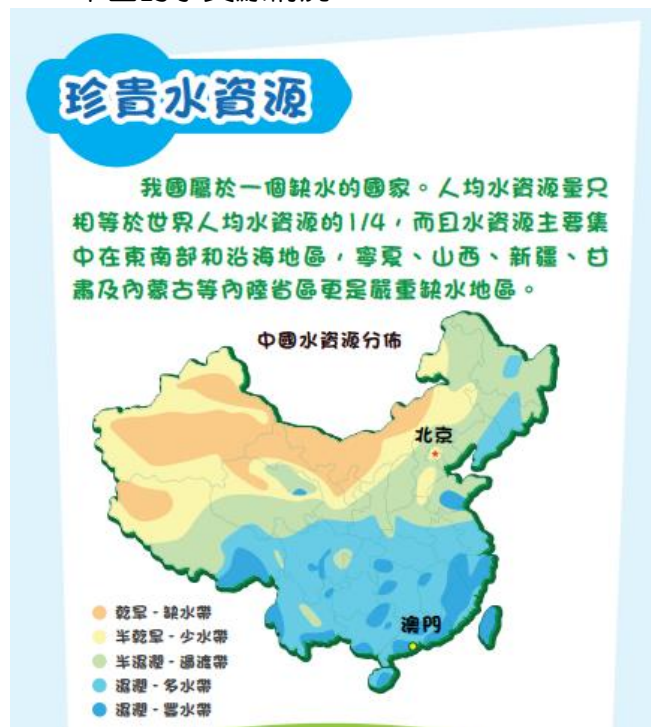 珍貴水資源
我國屬於一個缺水的國家。人均水資源量只
相等於世界人均水資源的1/4,而且水資源主要集
中在東南部和沿海地區,寧夏、山西、新疆、甘
肅及內蒙古等內陸省區更是嚴重缺水地區。
中國水資源分佈
北京
澳門
乾旱 - 缺水帶
半乾旱 - 少水帶
半濕潤 - 過渡帶
濕潤 - 多水帶
濕潤 - 豐水帶